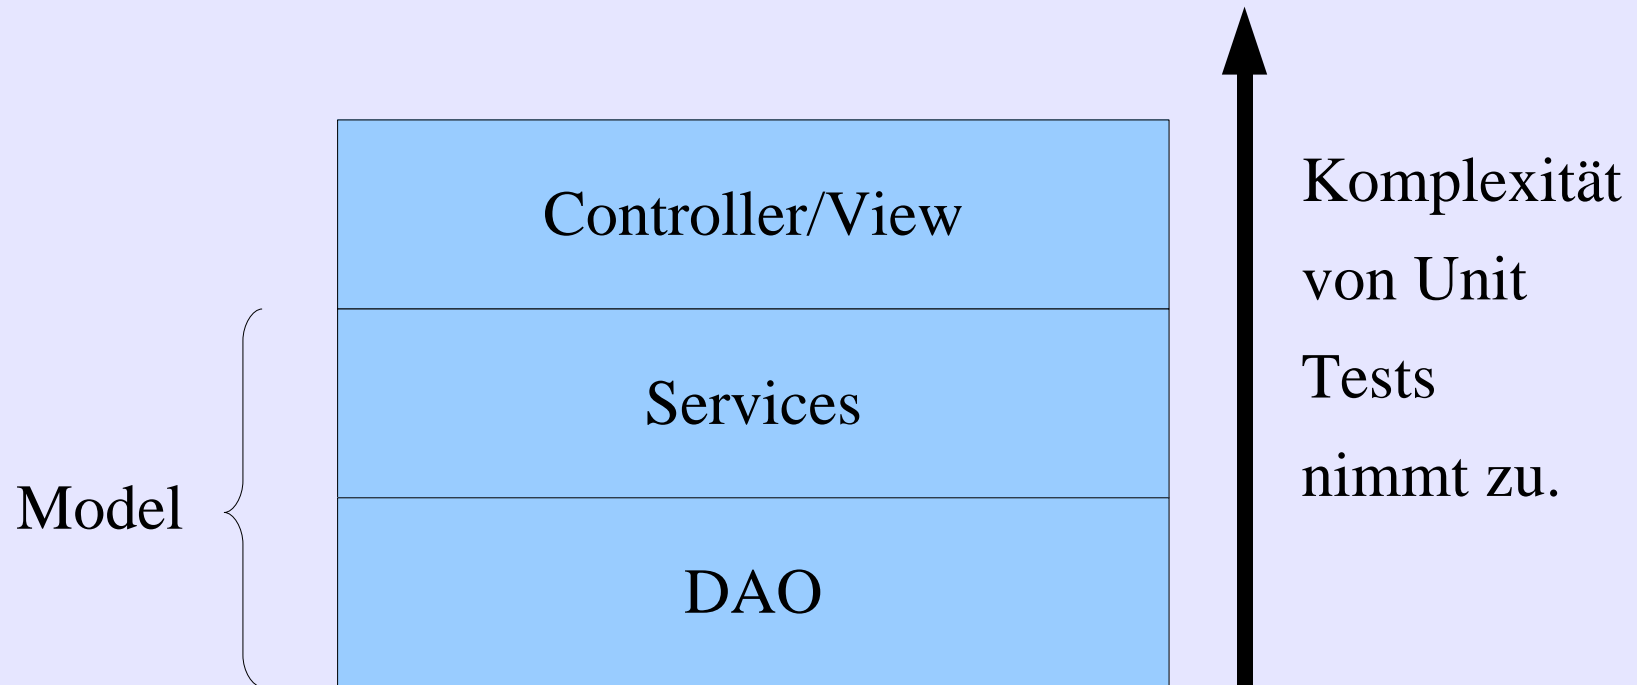 Controller/View
Services
Model
DAO
Komplexität
von Unit
Tests
nimmt zu.